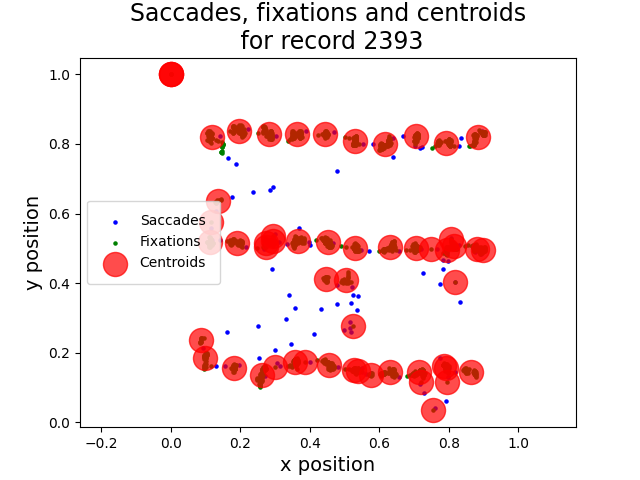 Saccades, fixations and centroids
for record 2393
1.0
0.8
0.6
0.4
0.2
0.0
y position
Saccades
Fixations
Centroids
−0.2
0.0
0.2
0.4
0.6
0.8
1.0
x position